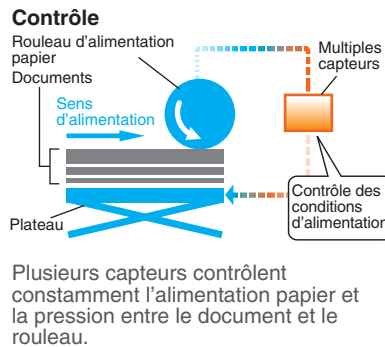 Contrôle
Rouleau d'alimentation
papier
Documents
Multiples
capteurs
Sens
d'alimentation
Contrôle des
conditions
d'alimentation
Plateau
Plusieurs capteurs contrôlent
constamment l'alimentation papier et
la pression entre le document et le
rouleau.